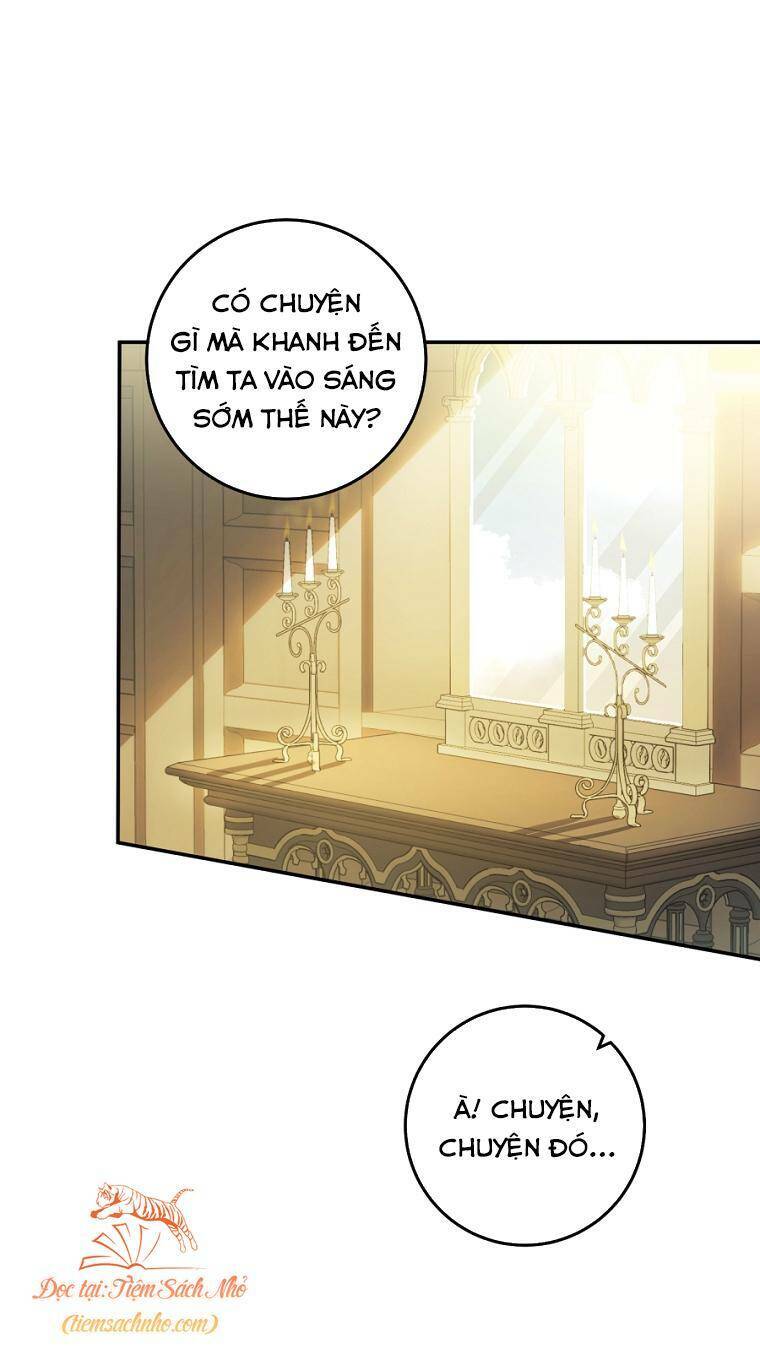 CÓ CHUYỆN
GÌ MÀ KHANH ĐẾN
TÌM TA VÀO SÁNG
SỚM THẾ NÀY?
À! CHUYỆN,
CHUYỆN ĐÓ...
Đọc tại: Tiệm Sách Nhỏ
(tiemsachnho.com)